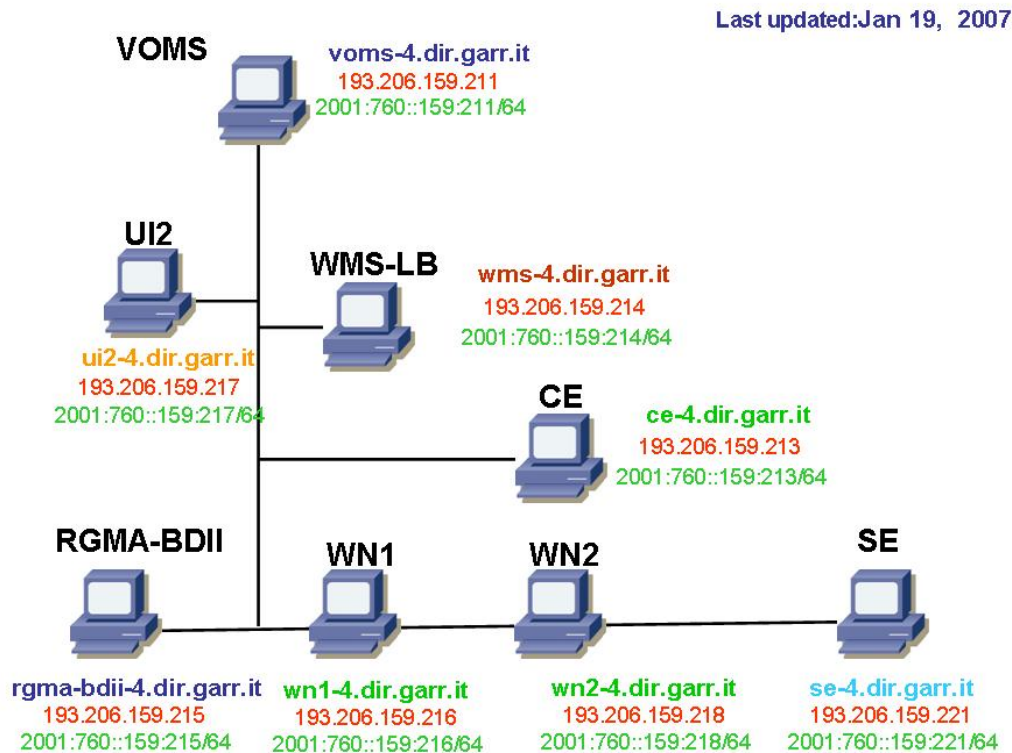 Last updated:Jan 19, 2007
VOMS
voms-4.dir.garr.it
193.206.159.211
2001:760::159:211/64
UI2
ui2-4.dir.garr.it
193.206.159.217
2001:760::159:217/64
WMS-LB
wms-4.dir.garr.it
193.206.159.214
2001:760::159:214/64
CE
ce-4.dir.garr.it
193.206.159.213
2001:760::159:213/64
RGMA-BDII
rgma-bdii-4.dir.garr.it
193.206.159.215
2001:760::159:215/64
WN1
wn1-4.dir.garr.it
193.206.159.216
2001:760::159:216/64
WN2
wn2-4.dir.garr.it
193.206.159.218
2001:760::159:218/64
SE
se-4.dir.garr.it
193.206.159.221
2001:760::159:221/64